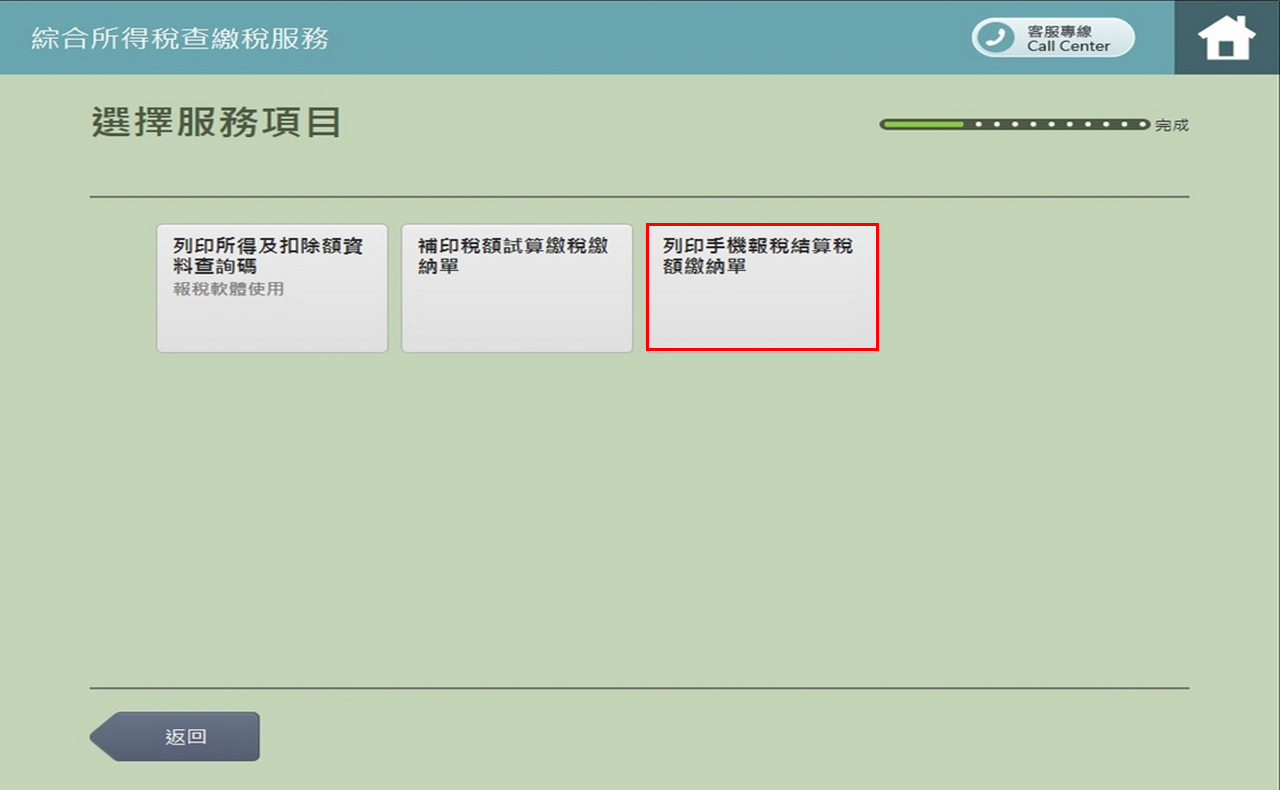 綜合所得稅查繳稅服務
客服專線
Call Center
選擇服務項目
完成
列印所得及扣除額資
料查詢碼
報稅軟體使用
補印稅額試算繳稅繳
納單
列印手機報稅結算稅
額繳納單
返回